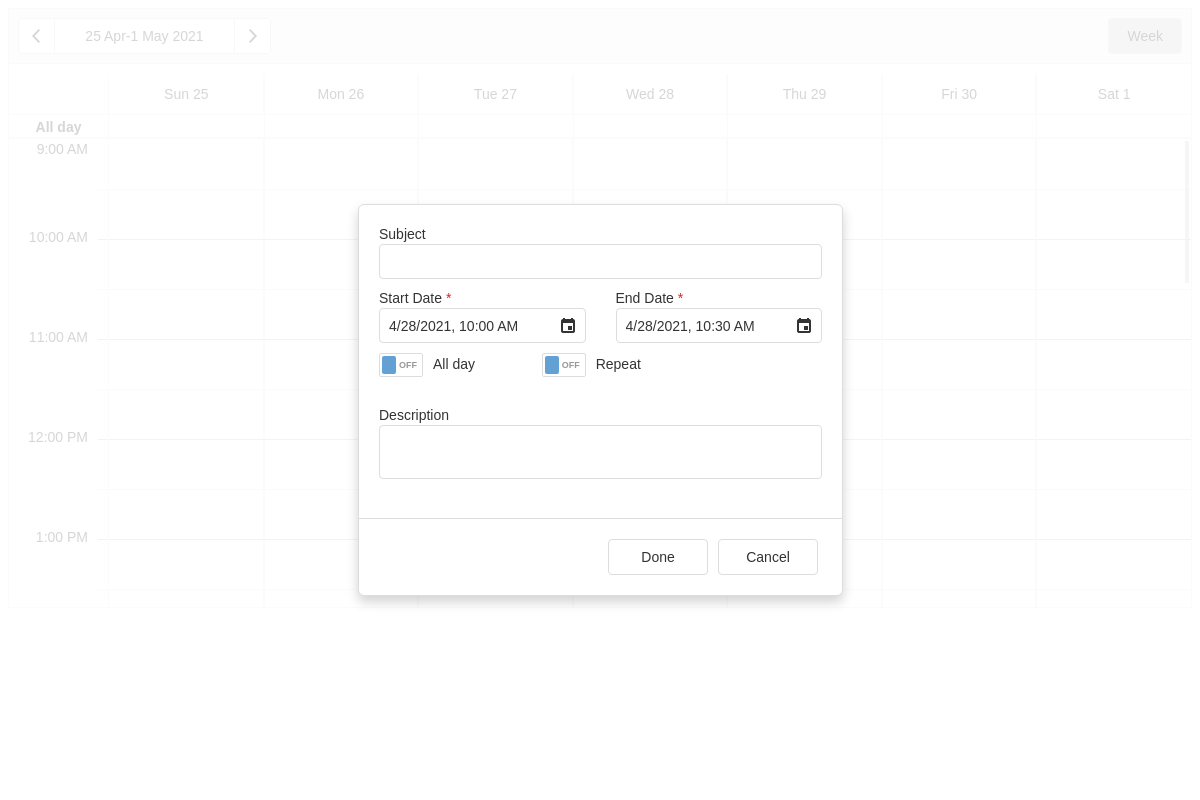 25 Apr-1 May 2021
Week
Sun 25 Mon 26 Tue 27 Wed 28 Thu 29 Fri 30 Sat 1
All day
9:00 AM
10:00 AM
11:00 AM
12:00 PM
1:00 PM
Subject
Start Date * End Date *
4/28/2021, 10:00 AM 4/28/2021, 10:30 AM
OFF All day OFF Repeat
Description
Done Cancel